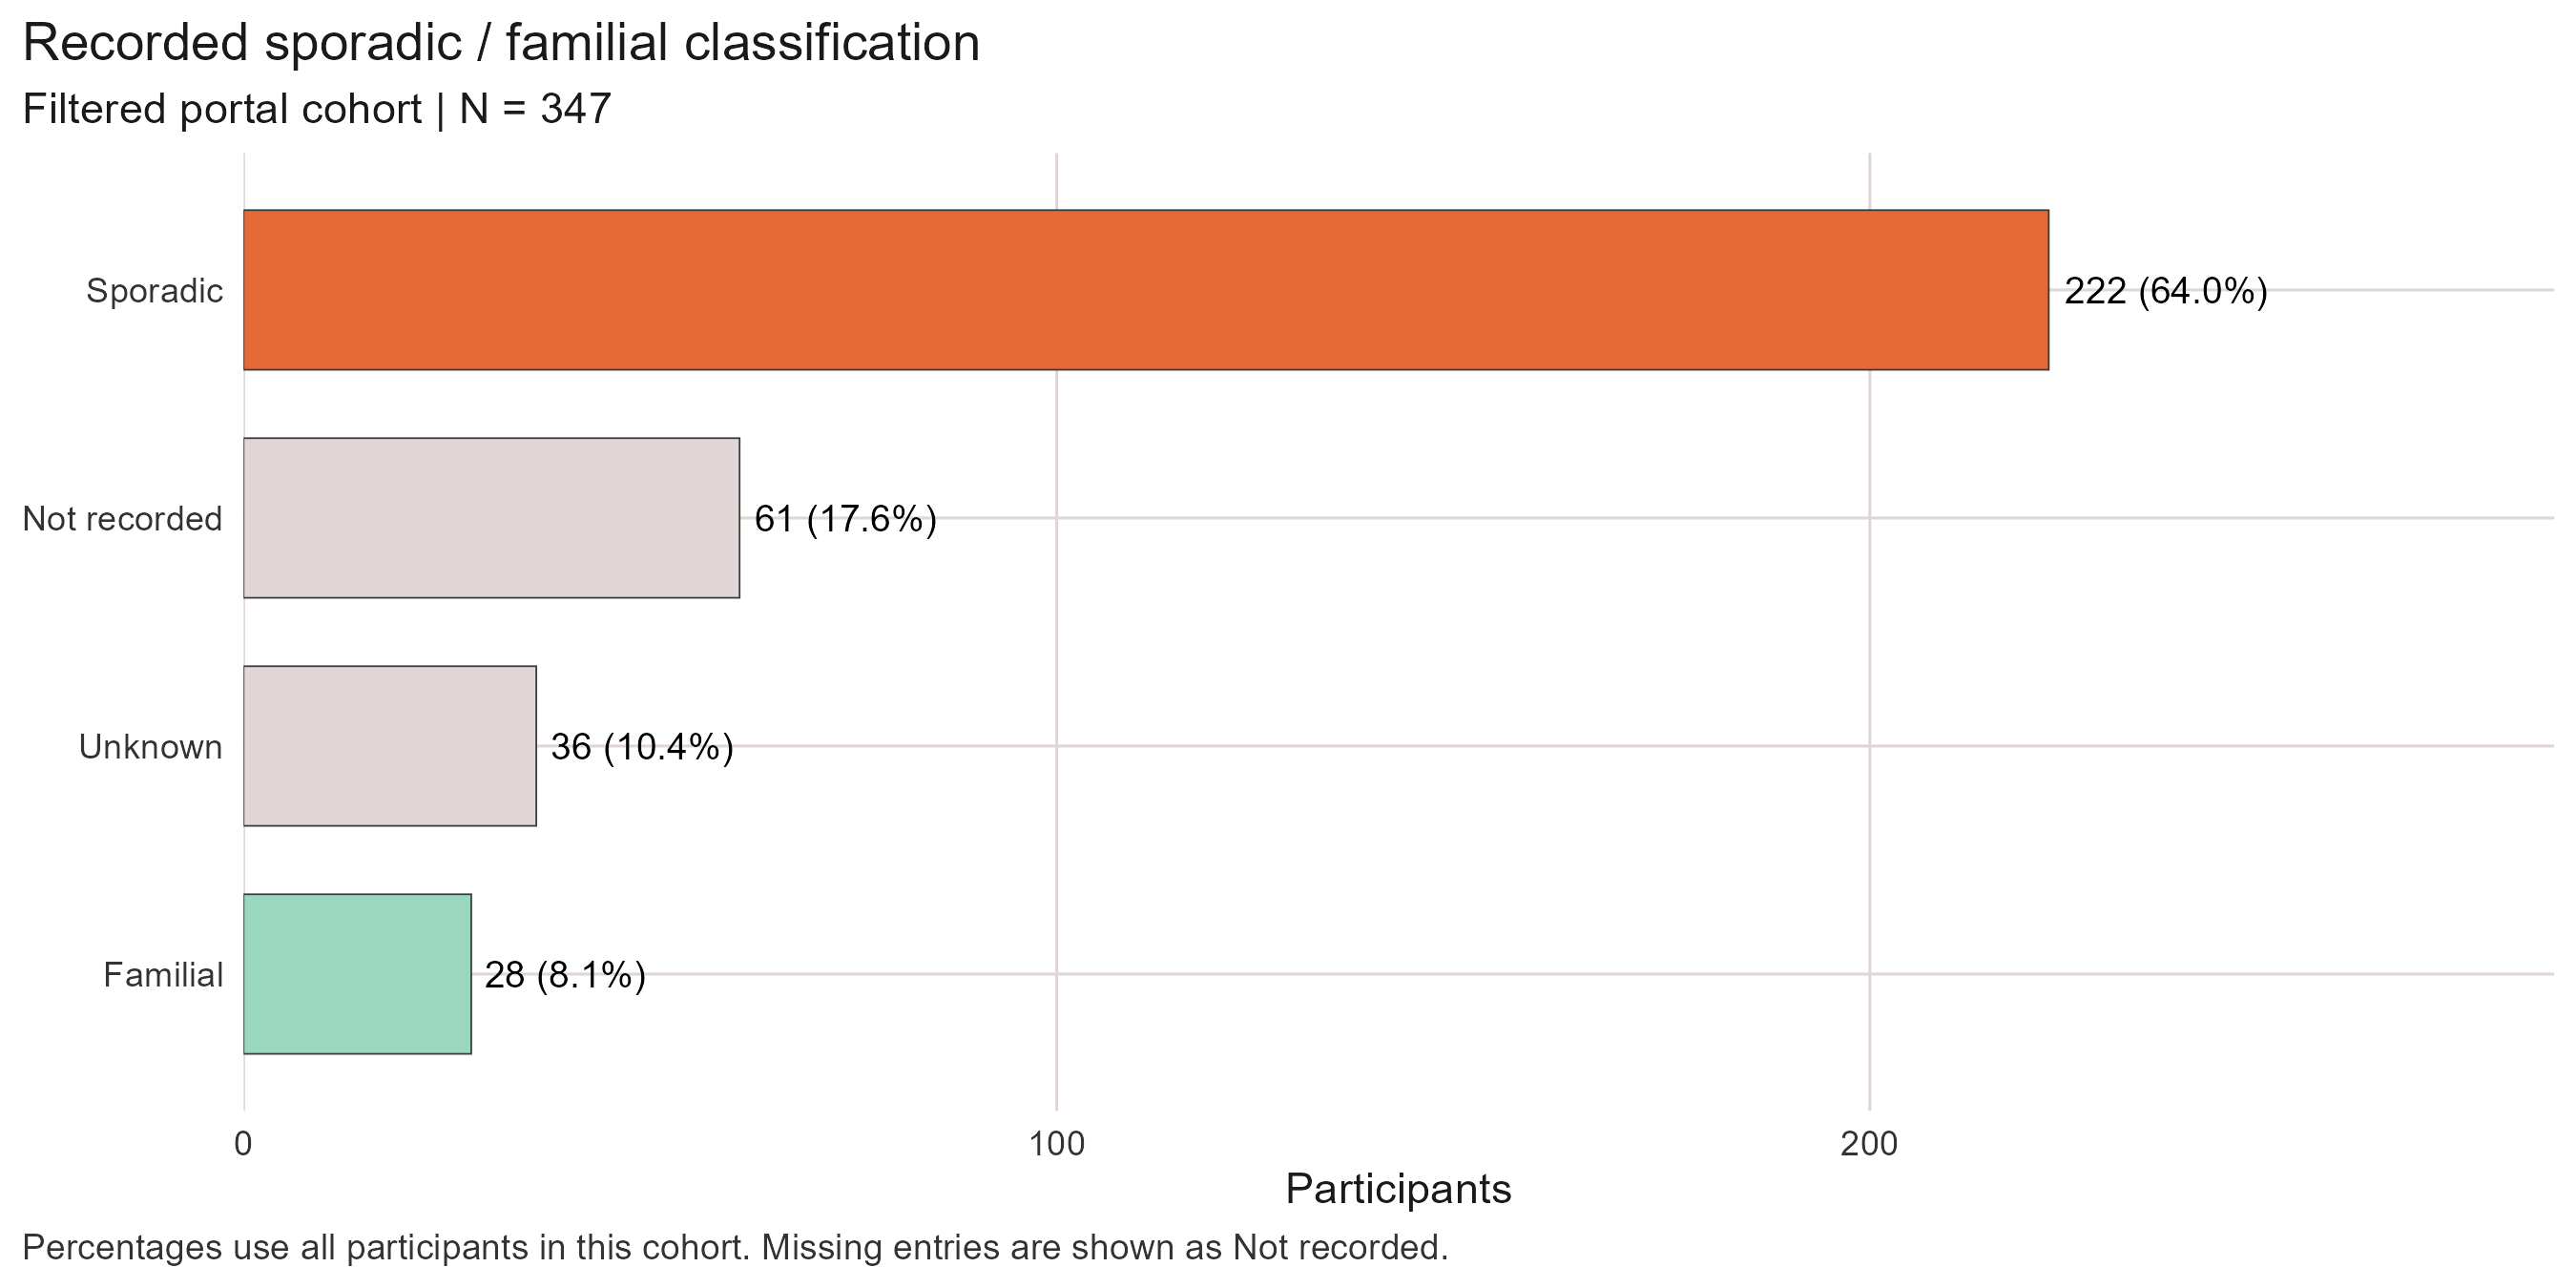 Recorded sporadic / familial classification
Filtered portal cohort | N = 347
Sporadic
222 (64.0%)
Not recorded
61 (17.6%)
Unknown
36 (10.4%)
Familial
28 (8.1%)
0
100
200
Participants
Percentages use all participants in this cohort. Missing entries are shown as Not recorded.